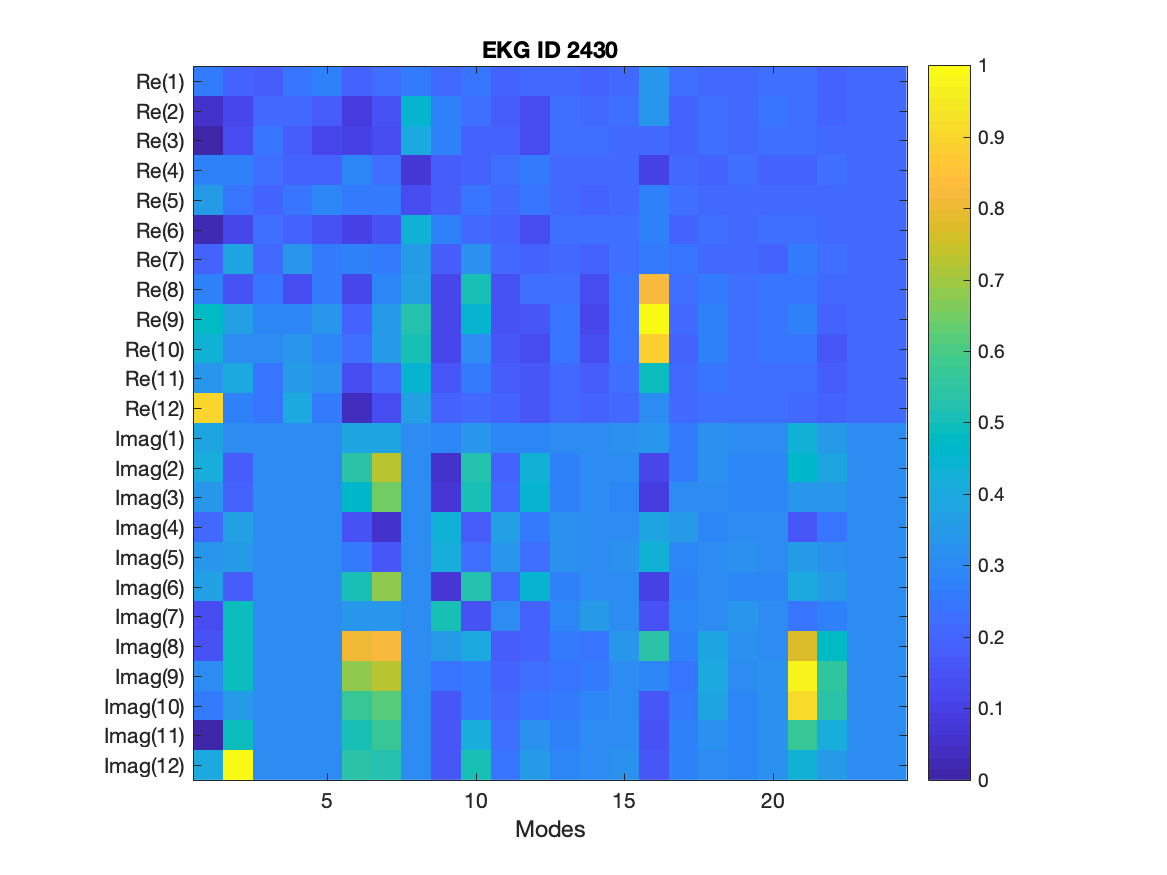 EKG ID 2430
Re(1)
Re(2)
Re(3)
Re(4)
Re(5)
Re(6)
Re(7)
Re(8)
Re(9)
Re(10)
Re(11)
Re(12)
Imag(1)
Imag(2)
Imag(3)
Imag(4)
Imag(5)
Imag(6)
Imag(7)
Imag(8)
Imag(9)
Imag(10)
Imag(11)
Imag(12)
5 10 15 20
Modes
1
0.9
0.8
0.7
0.6
0.5
0.4
0.3
0.2
0.1
0